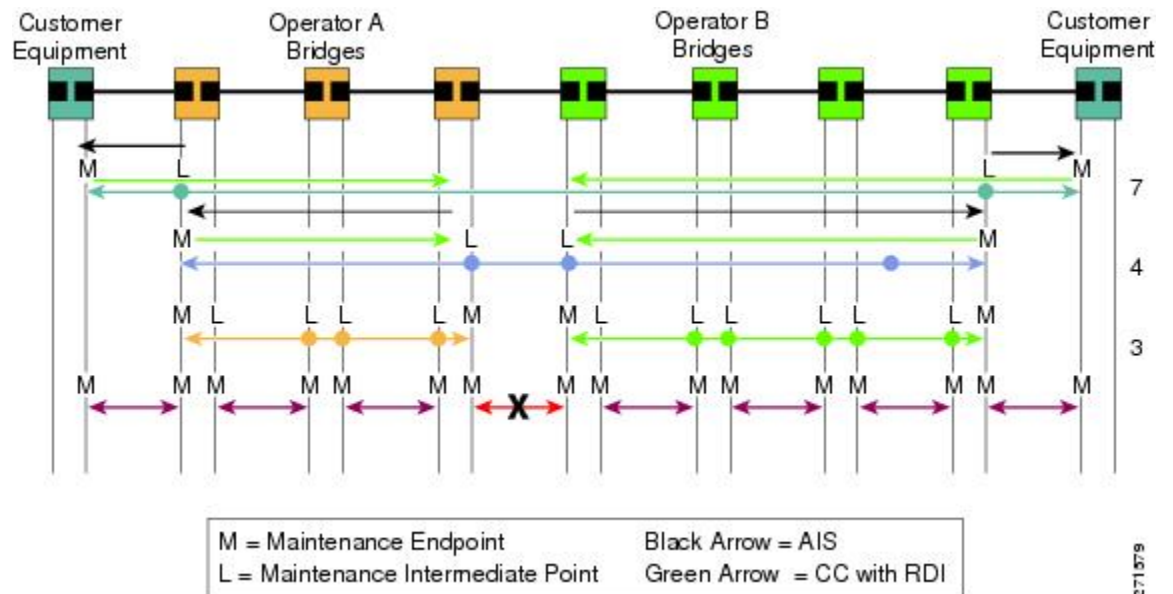 Customer Equipment
Operator A Bridges
Operator B Bridges
Customer Equipment
M L L M
7
M L L M
4
M L L L L M M L L L L L L M
3
M M M M M M M M M M M M M M M M
X
M = Maintenance Endpoint
L = Maintenance Intermediate Point
Black Arrow = AIS
Green Arrow = CC with RDI
271579